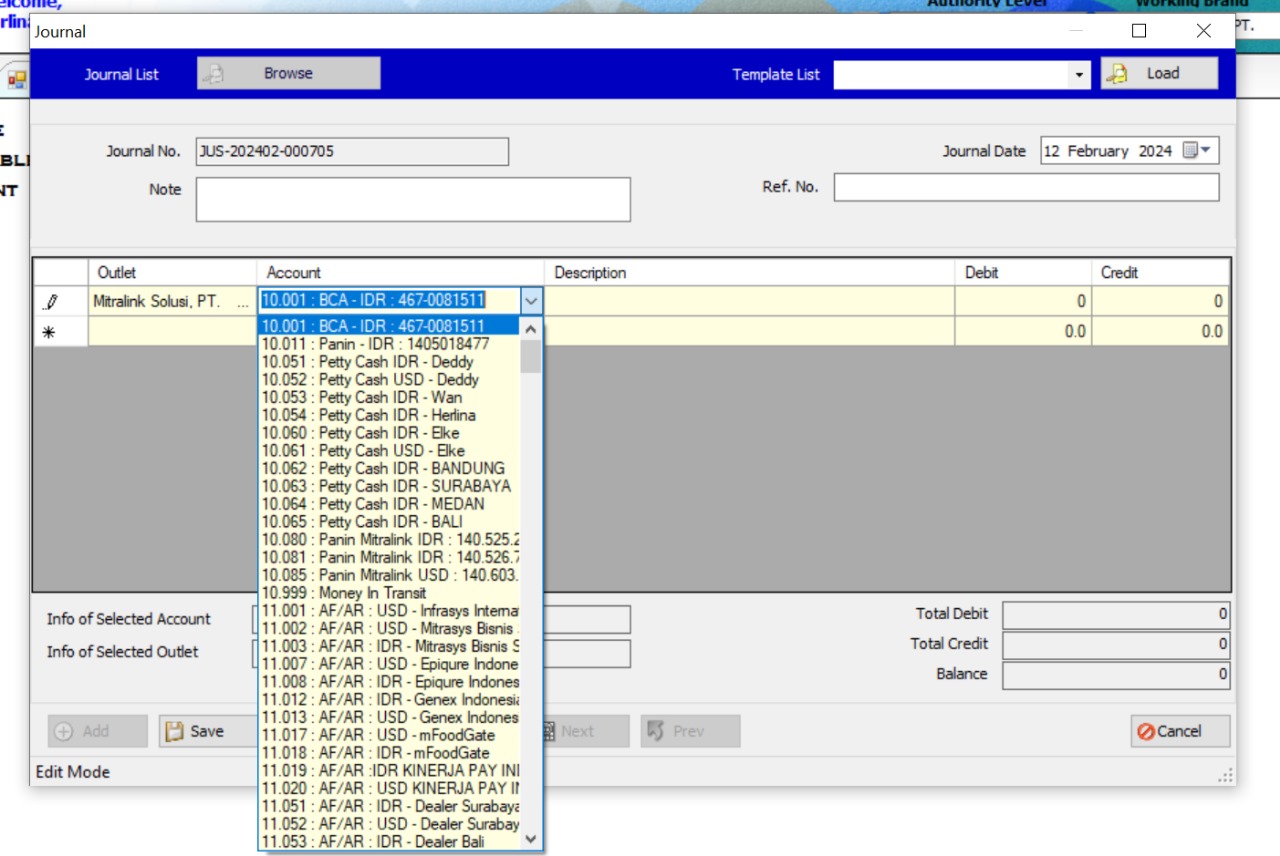 elcome,
Authority Level
Working Brand
rlina
PT.
Journal
Journal List
Browse
Template List
Load
E
ABLE
NT
Journal No.
JUS-202402-000705
Journal Date
12 February 2024
Note
Ref. No.
Outlet
Account
Description
Debit
Credit
Mitralink Solusi, PT. ...
10.001 : BCA - IDR : 467-0081511
0
0
0.0
0.0
10.001 : BCA - IDR : 467-0081511
10.011 : Panin - IDR : 1405018477
10.051 : Petty Cash IDR - Deddy
10.052 : Petty Cash USD - Deddy
10.053 : Petty Cash IDR - Wan
10.054 : Petty Cash IDR - Herlina
10.060 : Petty Cash IDR - Elke
10.061 : Petty Cash USD - Elke
10.062 : Petty Cash IDR - BANDUNG
10.063 : Petty Cash IDR - SURABAYA
10.064 : Petty Cash IDR - MEDAN
10.065 : Petty Cash IDR - BALI
10.080 : Panin Mitralink IDR : 140.525.2
10.081 : Panin Mitralink IDR : 140.526.7
10.085 : Panin Mitralink USD : 140.603.
10.999 : Money In Transit
11.001 : AF/AR : USD - Infrasys Interna
11.002 : AF/AR : USD - Mitrasys Bisnis
11.003 : AF/AR : IDR - Mitrasys Bisnis S
11.007 : AF/AR : USD - Epiqure Indone
11.008 : AF/AR : IDR - Epiqure Indones
11.012 : AF/AR : IDR - Genex Indonesia
11.013 : AF/AR : USD - Genex Indones
11.017 : AF/AR : USD - mFoodGate
11.018 : AF/AR : IDR - mFoodGate
11.019 : AF/AR :IDR KINERJA PAY INI
11.020 : AF/AR : USD KINERJA PAY I
11.051 : AF/AR : IDR - Dealer Surabaya
11.052 : AF/AR : USD - Dealer Surabay
11.053 : AF/AR : IDR - Dealer Bali
Info of Selected Account
Info of Selected Outlet
Total Debit
0
Total Credit
0
Balance
0
Add
Save
Next
Prev
Cancel
Edit Mode